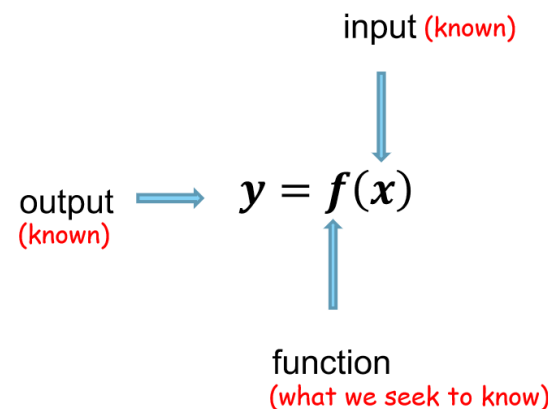 input (known)
y = f(x)
output
(known)
function
(what we seek to know)